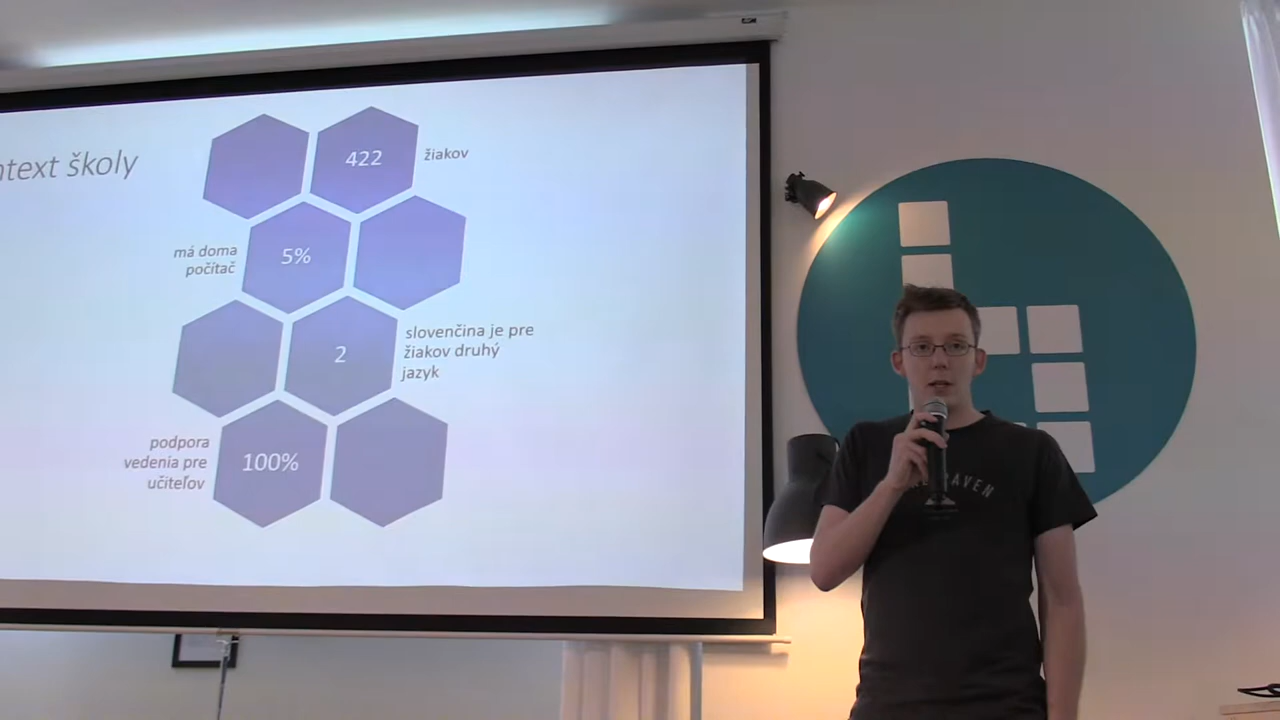 ntext školy
422
žiakov
má doma
počítač
5%
2
slovenčina je pre
žiakov druhý
jazyk
podpora
vedenia pre
učiteľov
100%